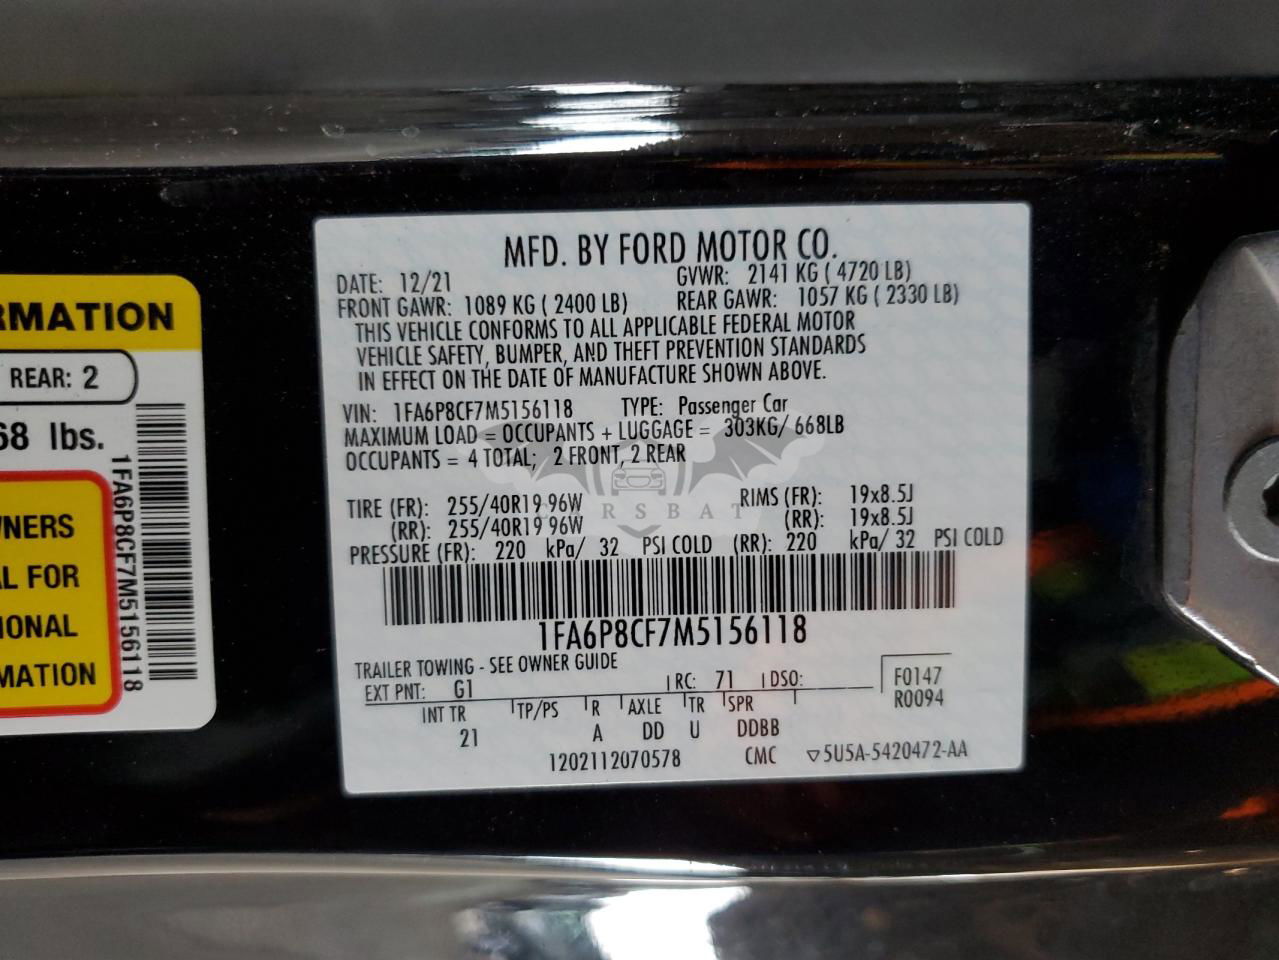 MFD. BY FORD MOTOR CO.
DATE: 12/21 GVWR: 2141 KG ( 4720 LB)
FRONT GAWR: 1089 KG ( 2400 LB) REAR GAWR: 1057 KG ( 2330 LB)
THIS VEHICLE CONFORMS TO ALL APPLICABLE FEDERAL MOTOR
VEHICLE SAFETY, BUMPER, AND THEFT PREVENTION STANDARDS
IN EFFECT ON THE DATE OF MANUFACTURE SHOWN ABOVE.
VIN: 1FA6P8CF7M5156118 TYPE: Passenger Car
MAXIMUM LOAD = OCCUPANTS + LUGGAGE = 303KG/ 668LB
OCCUPANTS = 4 TOTAL; 2 FRONT, 2 REAR
TIRE (FR): 255/40R19 96W RIMS (FR): 19x8.5J
(RR): 255/40R19 96W (RR): 19x8.5J
PRESSURE (FR): 220 kPa/ 32 PSI COLD (RR): 220 kPa/ 32 PSI COLD
1FA6P8CF7M5156118
TRAILER TOWING - SEE OWNER GUIDE
EXT PNT: G1 RC: 71 DSO: F0147
R0094
INT TR TP/PS R AXLE TR SPR
21 A DD U DDBB
1202112070578 CMC ▽5U5A-5420472-AA
RMATION
REAR: 2
68 lbs.
WNERS
AL FOR
IONAL
MATION
1FA6P8CF7M5156118
CARSBAT